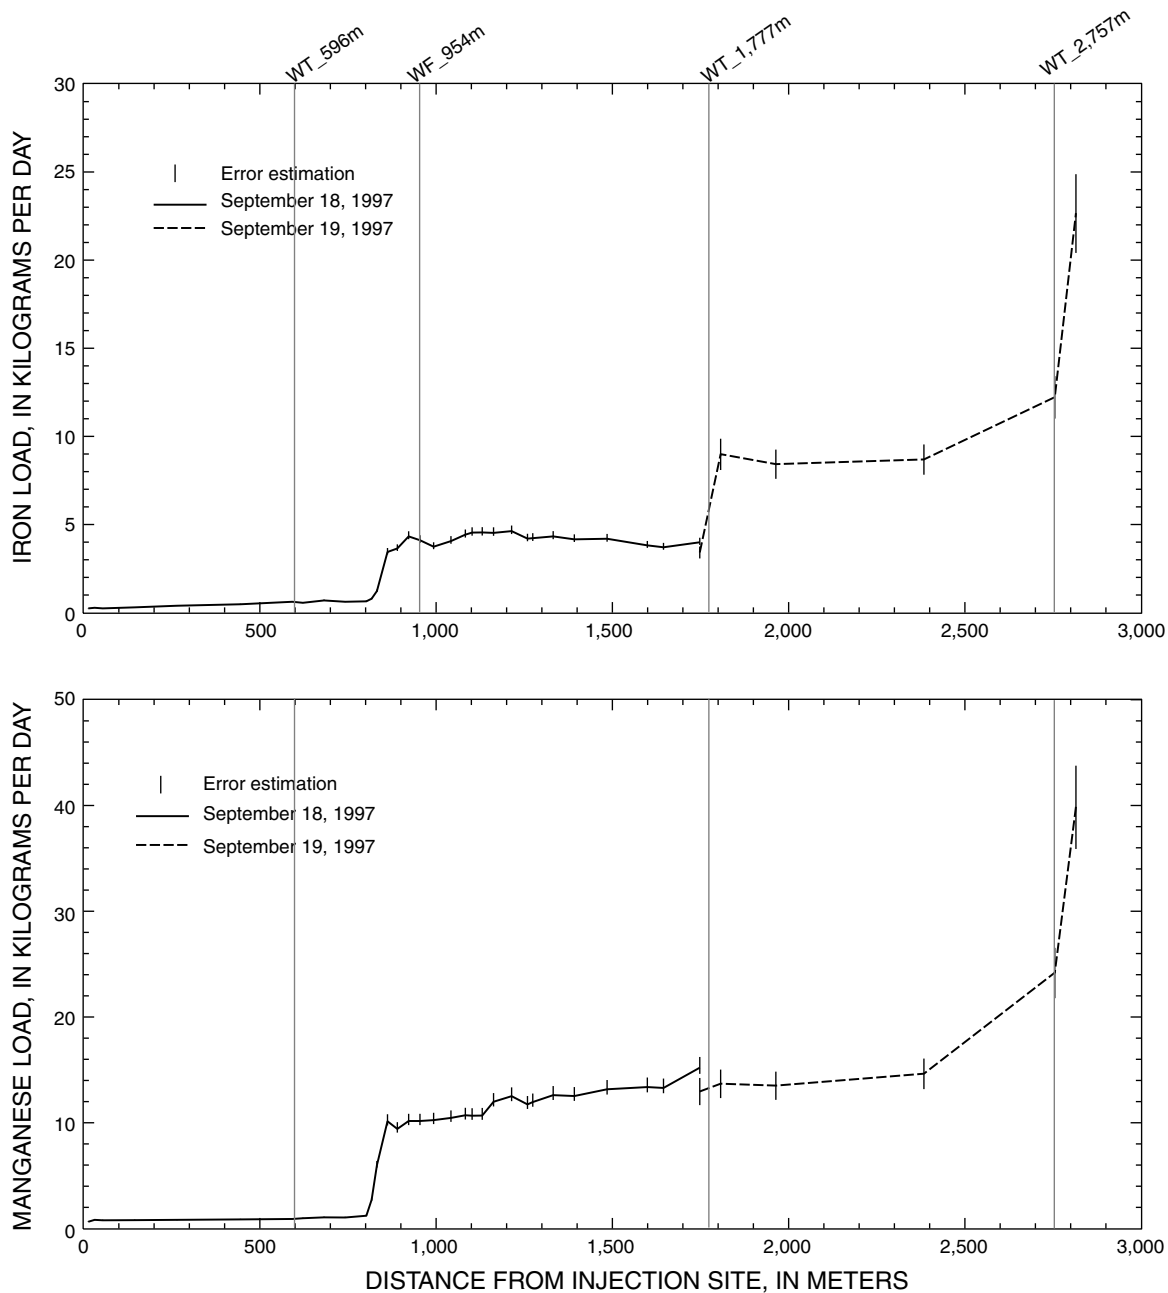 WT_596m
WF_954m
WT_1,777m
WT_2,757m
IRON LOAD, IN KILOGRAMS PER DAY
30
25
20
15
10
5
0
Error estimation
September 18, 1997
September 19, 1997
0 500 1,000 1,500 2,000 2,500 3,000
MANGANESE LOAD, IN KILOGRAMS PER DAY
50
40
30
20
10
0
Error estimation
September 18, 1997
September 19, 1997
0 500 1,000 1,500 2,000 2,500 3,000
DISTANCE FROM INJECTION SITE, IN METERS